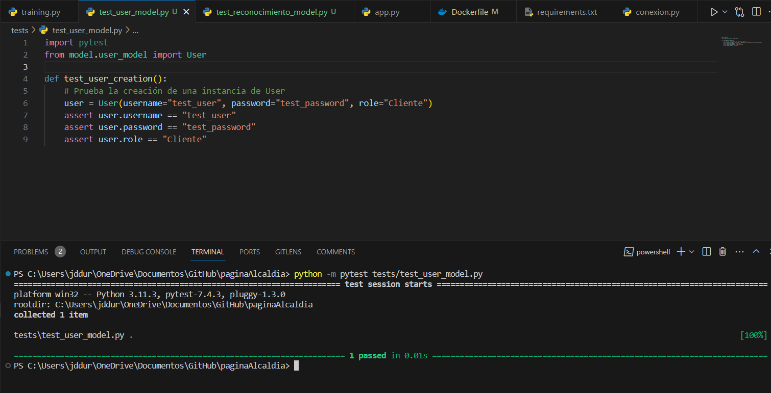 training.py test_user_model.py U test_reconocimiento_model.py U app.py Dockerfile M requirements.txt conexion.py
tests > test_user_model.py > ...
1 import pytest
2 from model.user_model import User
3
4 def test_user_creation():
5 # Prueba la creación de una instancia de User
6 user = User(username="test_user", password="test_password", role="Cliente")
7 assert user.username == "test_user"
8 assert user.password == "test_password"
9 assert user.role == "Cliente"
PROBLEMS 2 OUTPUT DEBUG CONSOLE TERMINAL PORTS GITLENS COMMENTS powershell
PS C:\Users\jddur\OneDrive\Documentos\GitHub\paginaAlcaldia> python -m pytest tests/test_user_model.py
test session starts
platform win32 -- Python 3.11.3, pytest-7.4.3, pluggy-1.3.0
rootdir: C:\Users\jddur\OneDrive\Documentos\GitHub\paginaAlcaldia
collected 1 item
tests\test_user_model.py . [100%]
1 passed in 0.01s
PS C:\Users\jddur\OneDrive\Documentos\GitHub\paginaAlcaldia>